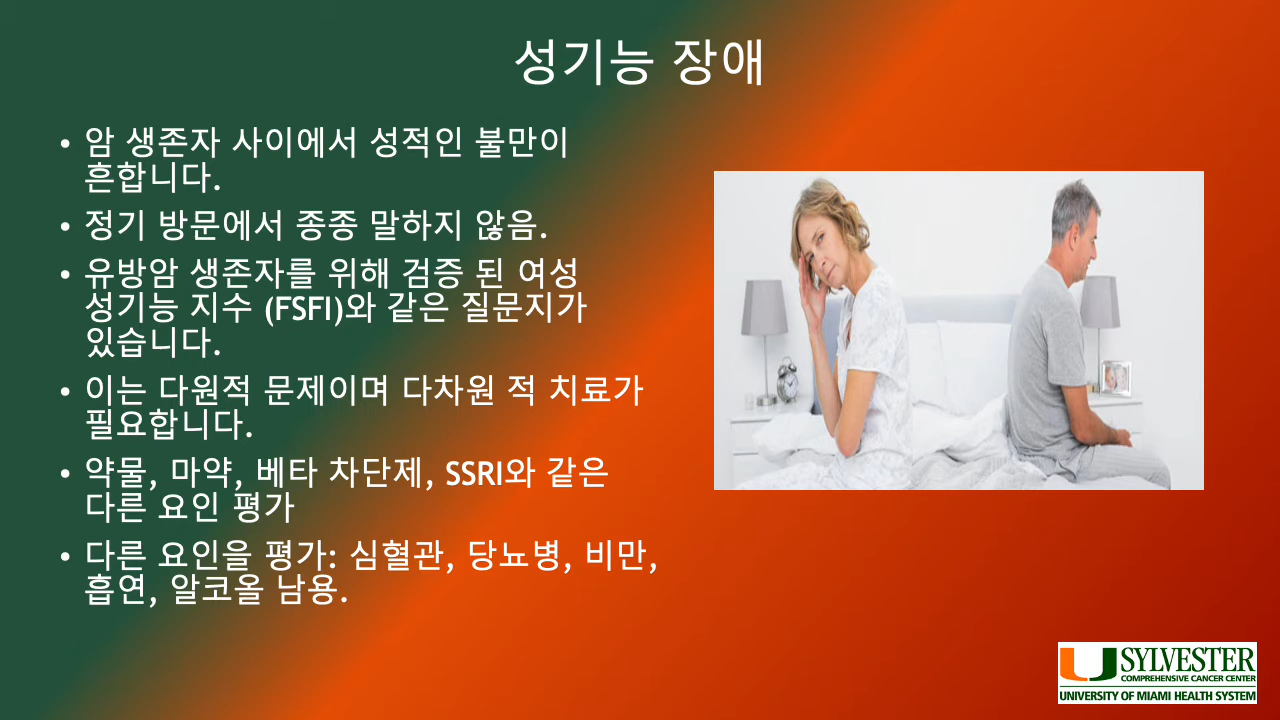 성기능 장애
• 암 생존자 사이에서 성적인 불만이
흔합니다.
• 정기 방문에서 종종 말하지 않음.
• 유방암 생존자를 위해 검증 된 여성
성기능 지수 (FSFI)와 같은 질문지가
있습니다.
• 이는 다원적 문제이며 다차원 적 치료가
필요합니다.
• 약물, 마약, 베타 차단제, SSRI와 같은
다른 요인 평가
• 다른 요인을 평가: 심혈관, 당뇨병, 비만,
흡연, 알코올 남용.
SYLVESTER
COMPREHENSIVE CANCER CENTER
UNIVERSITY OF MIAMI HEALTH SYSTEM